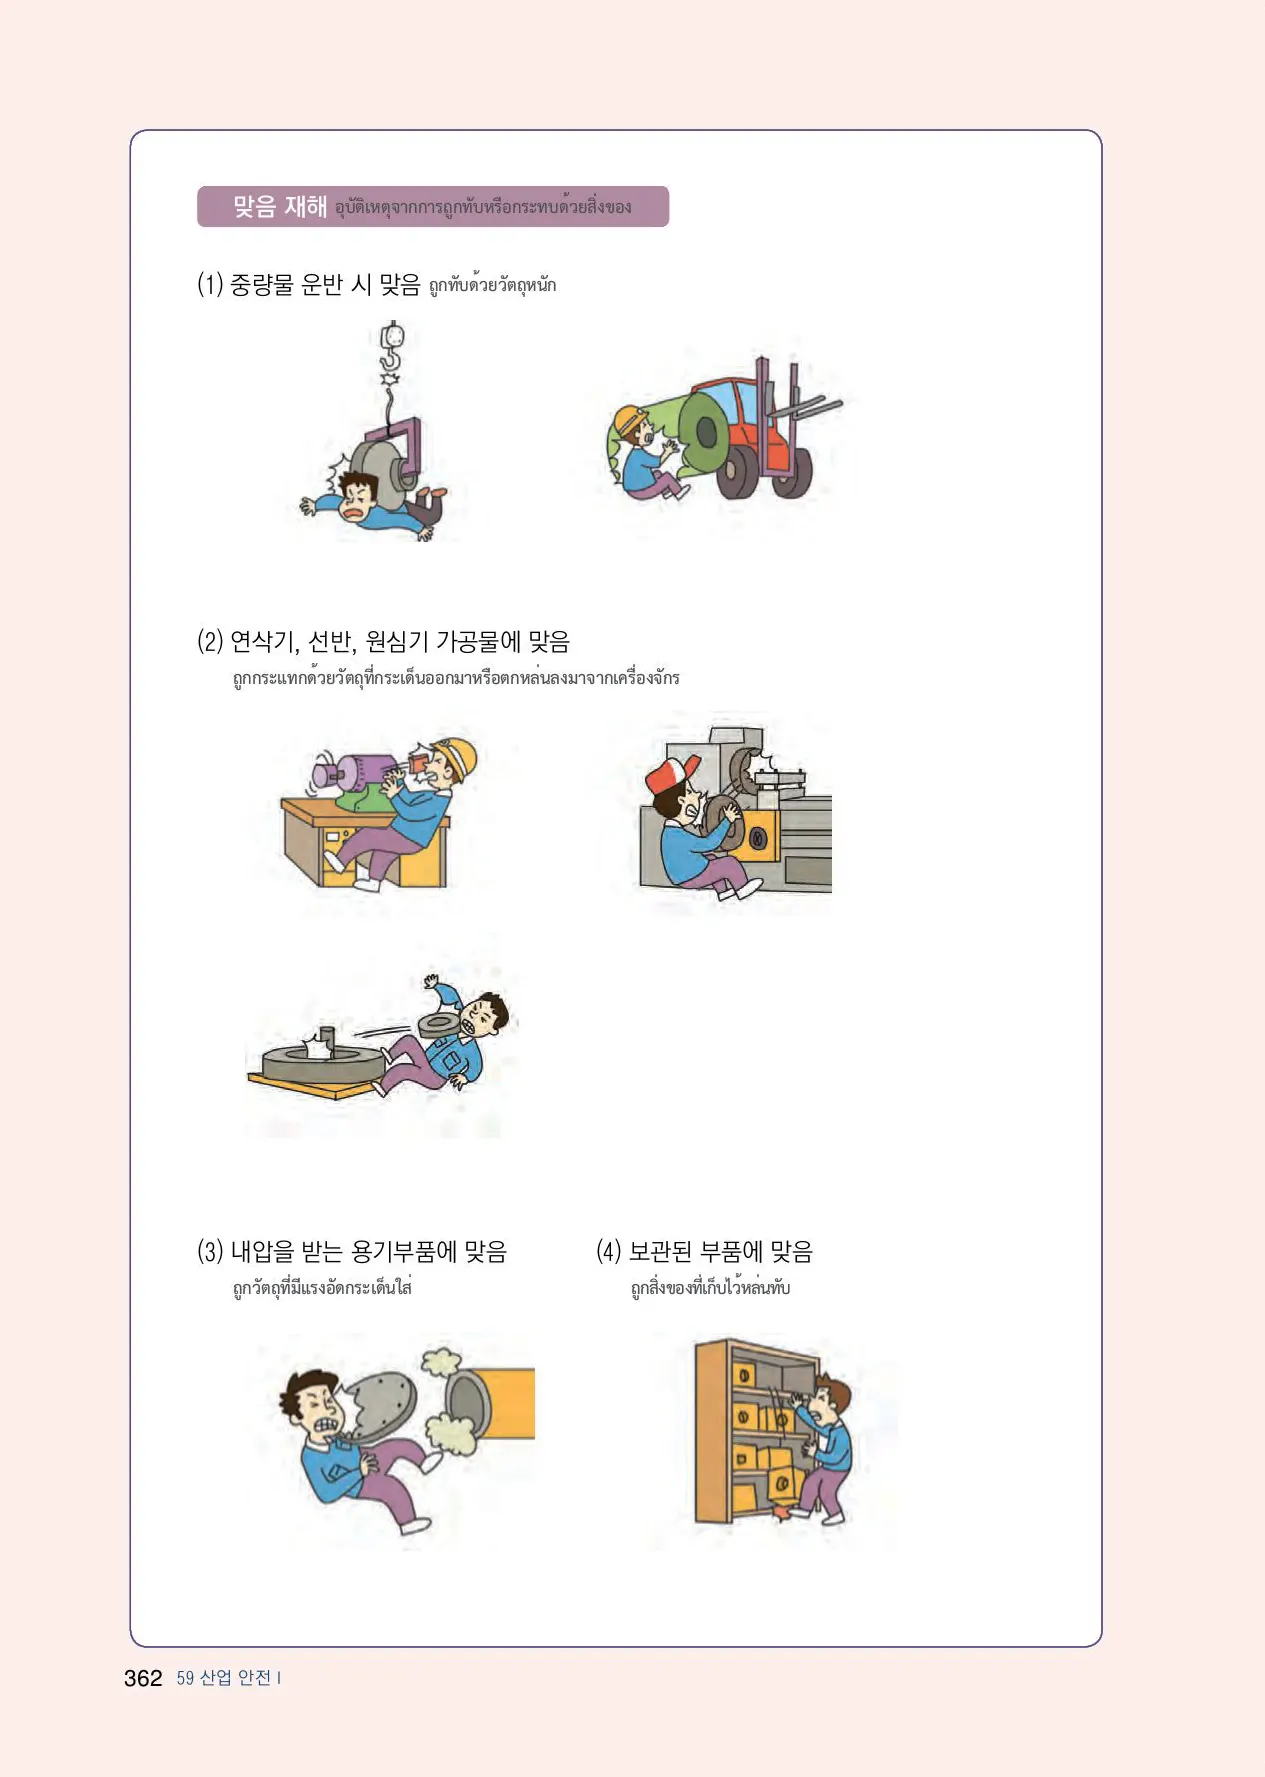 맞음 재해 อุบัติเหตุจากการถูกทับหรือกระทบด้วยสิ่งของ
(1) 중량물 운반 시 맞음 ถูกทับด้วยวัตถุหนัก
(2) 연삭기, 선반, 원심기 가공물에 맞음
ถูกกระแทกด้วยวัตถุที่กระเด็นออกมาหรือตกหล่นลงมาจากเครื่องจักร
(3) 내압을 받는 용기부품에 맞음
ถูกวัตถุที่มีแรงอัดกระเด็นใส่
(4) 보관된 부품에 맞음
ถูกสิ่งของที่เก็บไว้หล่นทับ
362 59 산업 안전 I